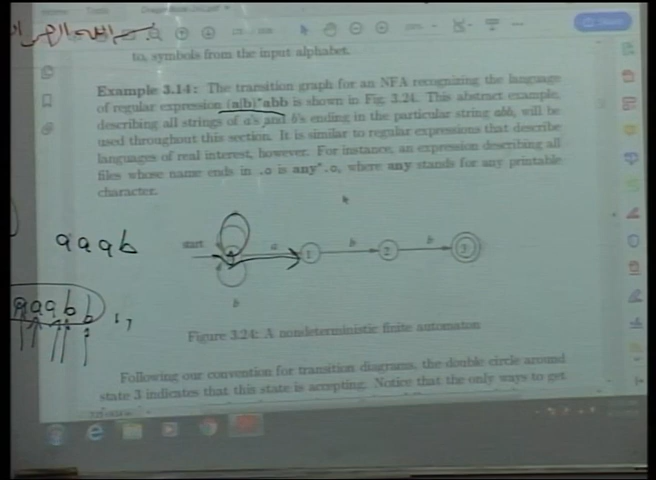 to, symbols from the input alphabet.
Example 3.14: The transition graph for an NFA recognizing the language
of regular expression (a|b)*abb is shown in Fig. 3.24. This abstract example,
describing all strings of a's and b's ending in the particular string abb, will be
used throughout this section. It is similar to regular expressions that describe
languages of real interest, however. For instance, an expression describing all
files whose name ends in .o is any*.o, where any stands for any printable
character.
aaab
aaabb
start
a
b
b
1
2
3
b
Figure 3.24: A nondeterministic finite automaton
Following our convention for transition diagrams, the double circle around
state 3 indicates that this state is accepting. Notice that the only ways to get